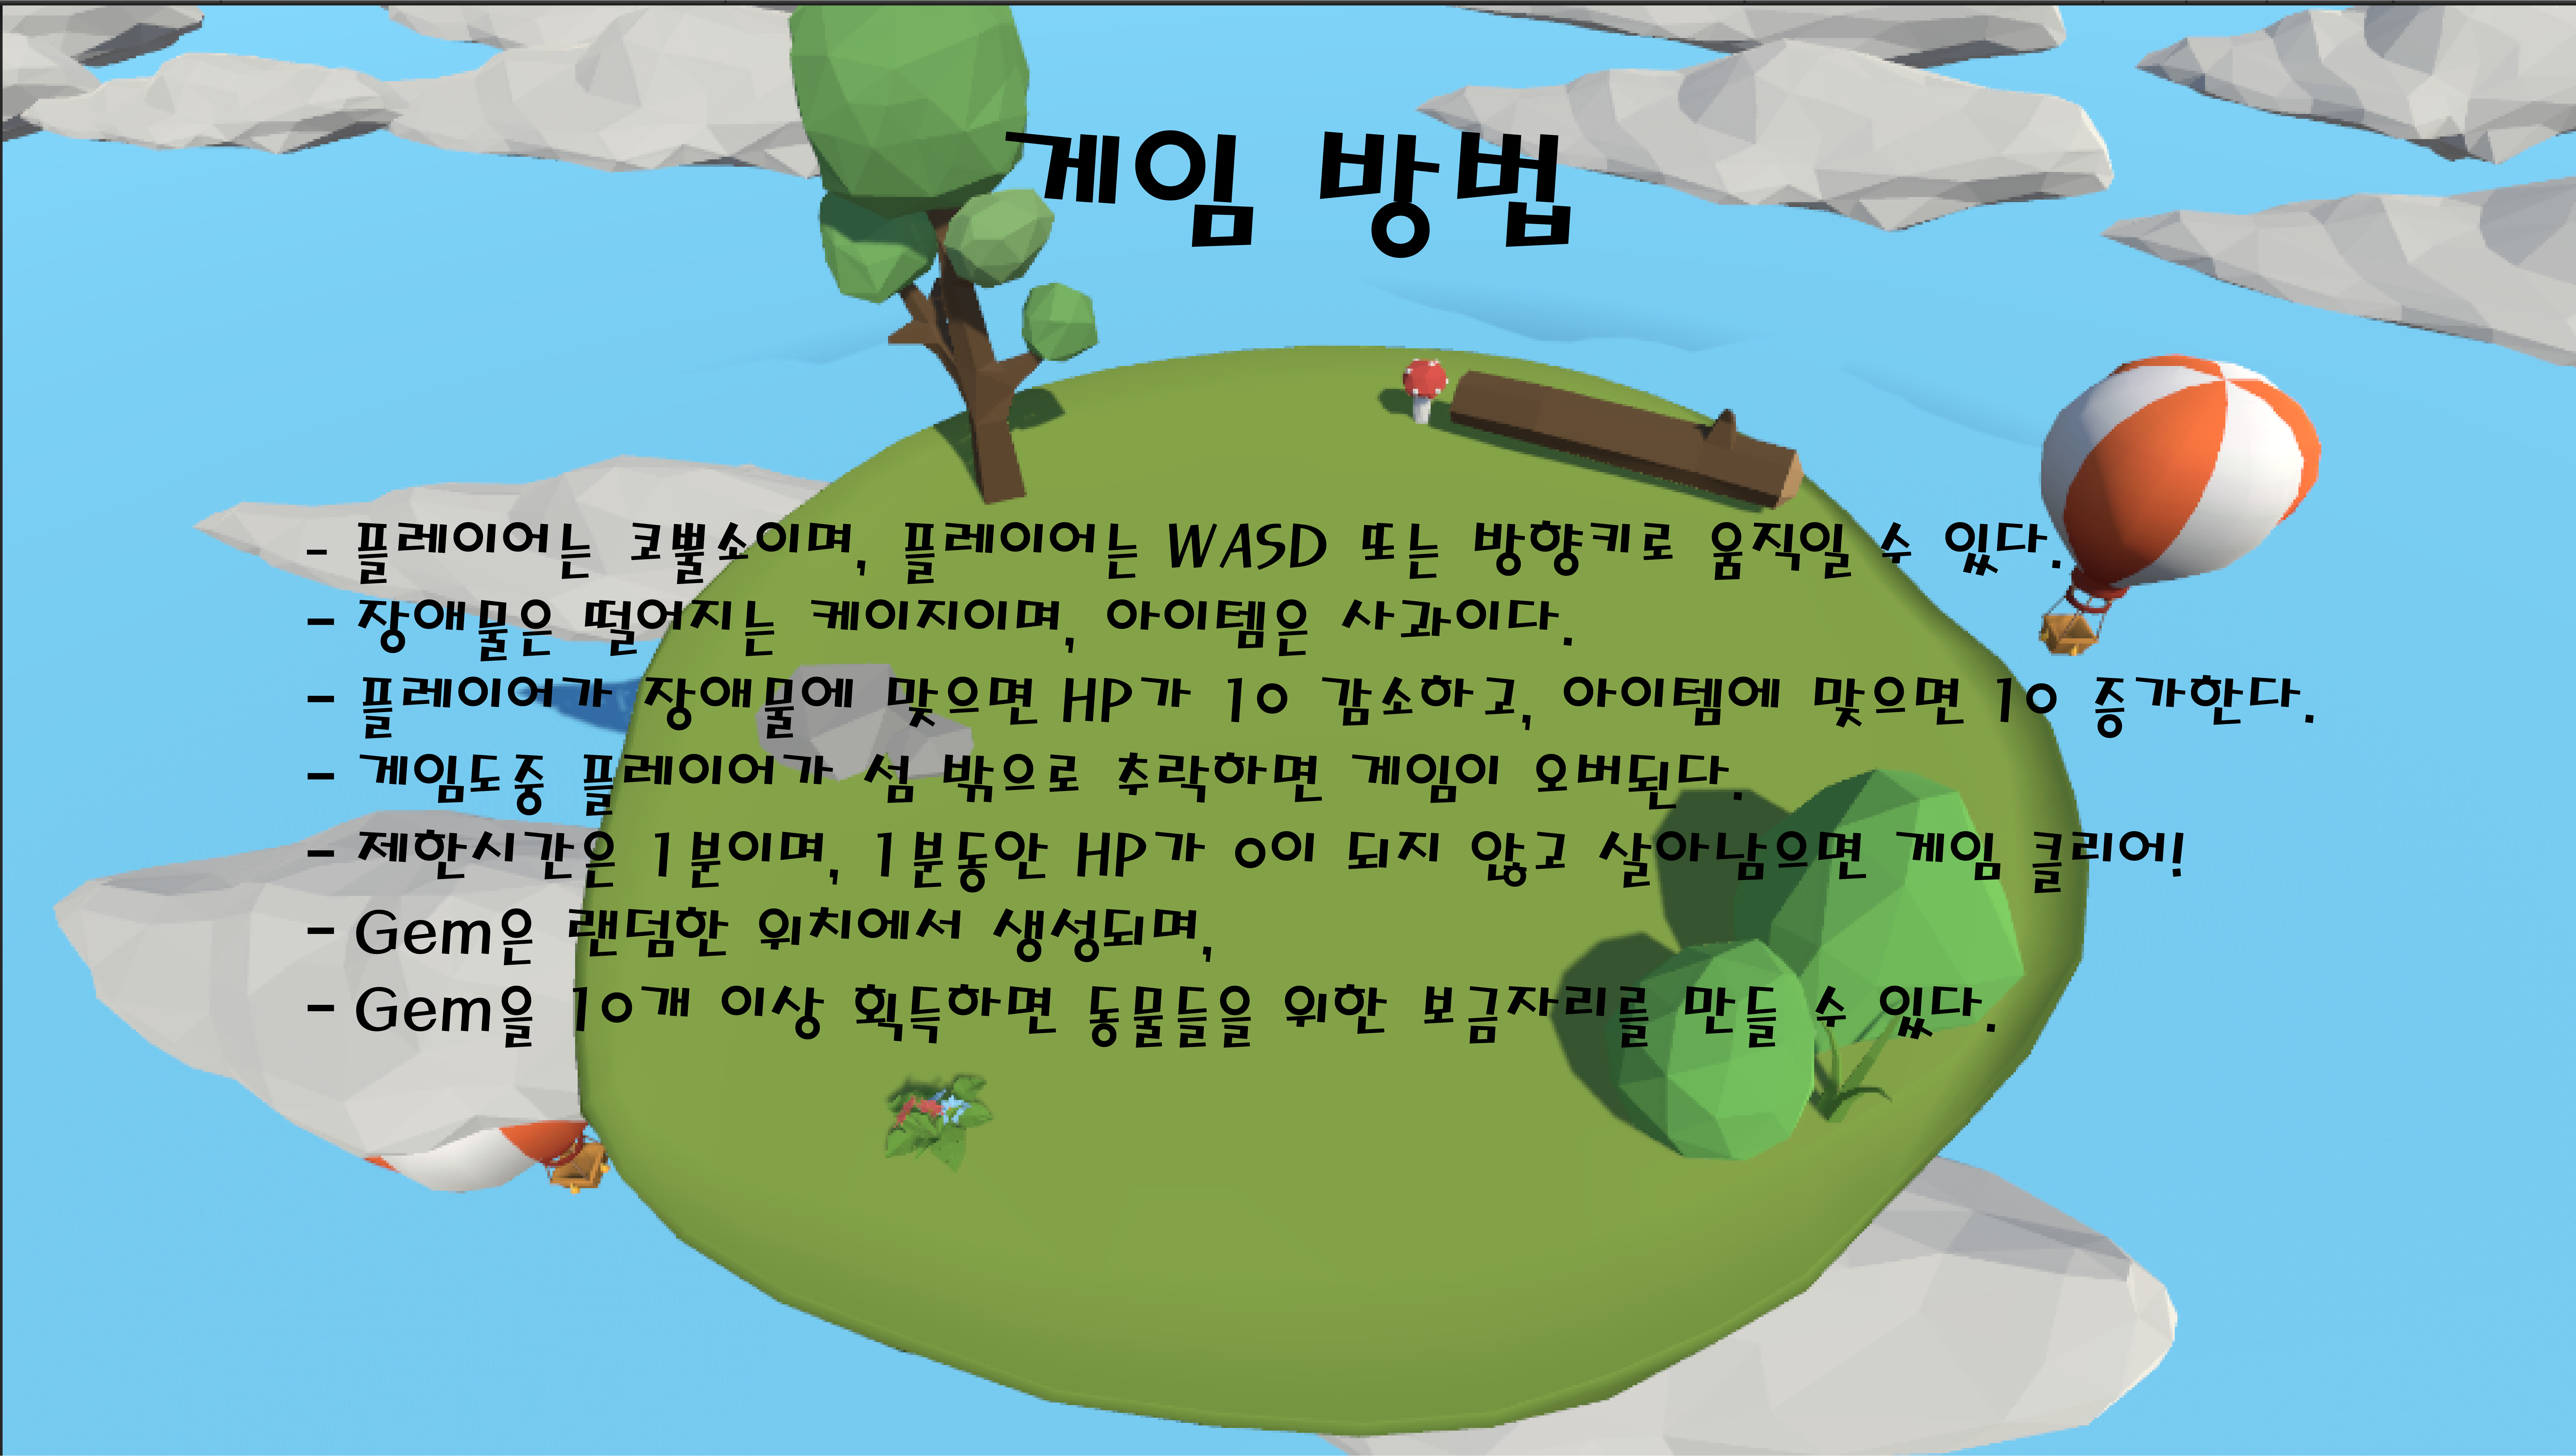 게임 방법
- 플레이어는 코뿔소이며, 플레이어는 WASD 또는 방향키로 움직일 수 있다.
- 장애물은 떨어지는 케이지이며, 아이템은 사과이다.
- 플레이어가 장애물에 맞으면 HP가 10 감소하고, 아이템에 맞으면 10 증가한다.
- 게임도중 플레이어가 섬 밖으로 추락하면 게임이 오버된다.
- 제한시간은 1분이며, 1분동안 HP가 0이 되지 않고 살아남으면 게임 클리어!
- Gem은 랜덤한 위치에서 생성되며,
- Gem을 10개 이상 획득하면 동물들을 위한 보금자리를 만들 수 있다.